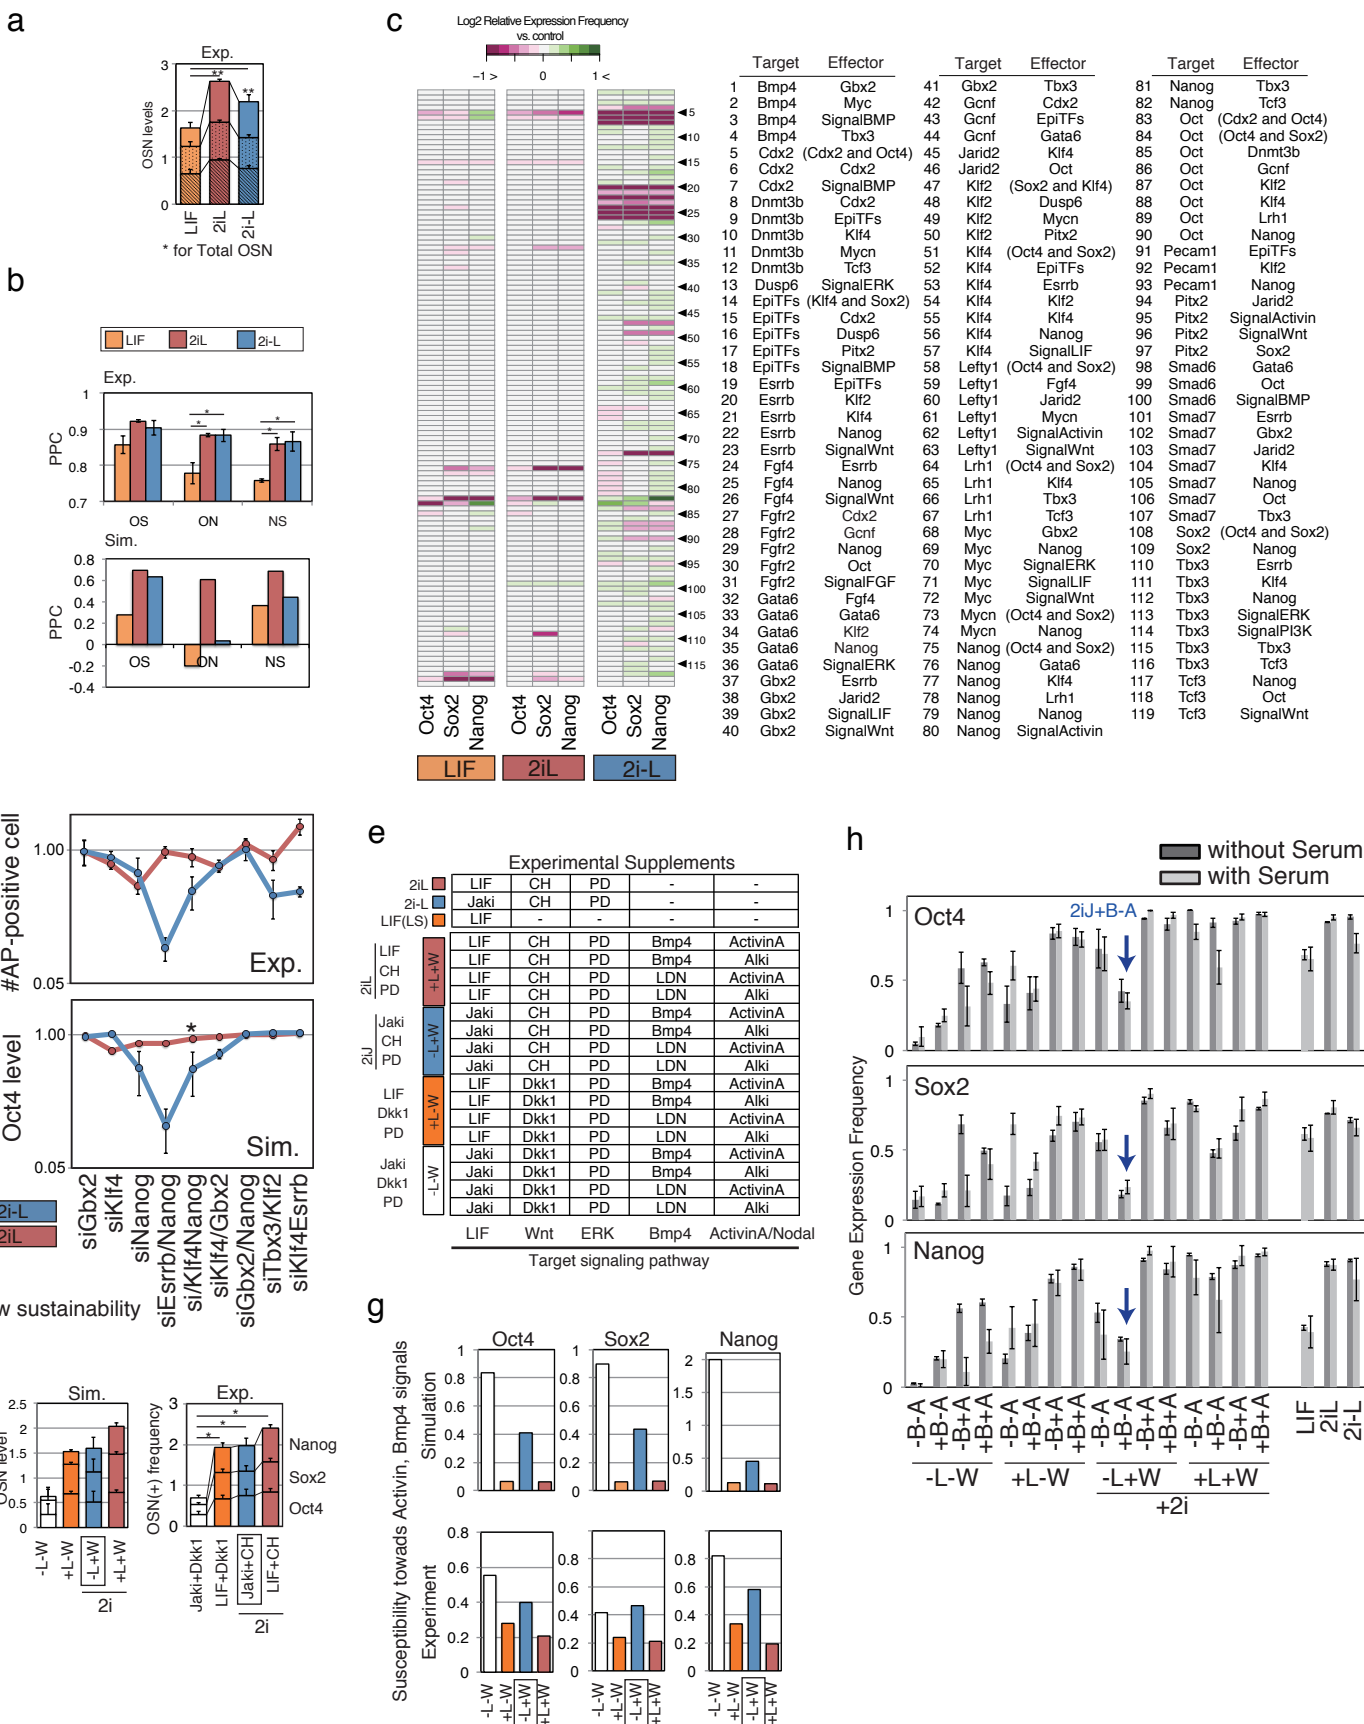 a
Exp.
3
2
1
0
OSN levels
**
**
LIF
2iL
2i-L
* for Total OSN
b
LIF
2iL
2i-L
Exp.
1
0.9
0.8
0.7
PPC
*
*
*
*
OS
ON
NS
Sim.
0.8
0.6
0.4
0.2
0
-0.2
-0.4
PPC
OS
ON
NS
c
Log2 Relative Expression Frequency
vs. control
−1 >
0
1 <
5
10
15
20
25
30
35
40
45
50
55
60
65
70
75
80
85
90
95
100
105
110
115
Oct4
Sox2
Nanog
Oct4
Sox2
Nanog
Oct4
Sox2
Nanog
LIF
2iL
2i-L
Target Effector
1 Bmp4 Gbx2
2 Bmp4 Myc
3 Bmp4 SignalBMP
4 Bmp4 Tbx3
5 Cdx2 (Cdx2 and Oct4)
6 Cdx2 Cdx2
7 Cdx2 SignalBMP
8 Dnmt3b Cdx2
9 Dnmt3b EpiTFs
10 Dnmt3b Klf4
11 Dnmt3b Mycn
12 Dnmt3b Tcf3
13 Dusp6 SignalERK
14 EpiTFs (Klf4 and Sox2)
15 EpiTFs Cdx2
16 EpiTFs Dusp6
17 EpiTFs Pitx2
18 EpiTFs SignalBMP
19 Esrrb EpiTFs
20 Esrrb Klf2
21 Esrrb Klf4
22 Esrrb Nanog
23 Esrrb SignalWnt
24 Fgf4 Esrrb
25 Fgf4 Nanog
26 Fgf4 SignalWnt
27 Fgfr2 Cdx2
28 Fgfr2 Gcnf
29 Fgfr2 Nanog
30 Fgfr2 Oct
31 Fgfr2 SignalFGF
32 Gata6 Fgf4
33 Gata6 Gata6
34 Gata6 Klf2
35 Gata6 Nanog
36 Gata6 SignalERK
37 Gbx2 Esrrb
38 Gbx2 Jarid2
39 Gbx2 SignalLIF
40 Gbx2 SignalWnt
Target Effector
41 Gbx2 Tbx3
42 Gcnf Cdx2
43 Gcnf EpiTFs
44 Gcnf Gata6
45 Jarid2 Klf4
46 Jarid2 Oct
47 Klf2 (Sox2 and Klf4)
48 Klf2 Dusp6
49 Klf2 Mycn
50 Klf2 Pitx2
51 Klf4 (Oct4 and Sox2)
52 Klf4 EpiTFs
53 Klf4 Esrrb
54 Klf4 Klf2
55 Klf4 Klf4
56 Klf4 Nanog
57 Klf4 SignalLIF
58 Lefty1 (Oct4 and Sox2)
59 Lefty1 Fgf4
60 Lefty1 Jarid2
61 Lefty1 Mycn
62 Lefty1 SignalActivin
63 Lefty1 SignalWnt
64 Lrh1 (Oct4 and Sox2)
65 Lrh1 Klf4
66 Lrh1 Tbx3
67 Lrh1 Tcf3
68 Myc Gbx2
69 Myc Nanog
70 Myc SignalERK
71 Myc SignalLIF
72 Myc SignalWnt
73 Mycn (Oct4 and Sox2)
74 Mycn Nanog
75 Nanog (Oct4 and Sox2)
76 Nanog Gata6
77 Nanog Klf4
78 Nanog Lrh1
79 Nanog Nanog
80 Nanog SignalActivin
Target Effector
81 Nanog Tbx3
82 Nanog Tcf3
83 Oct (Cdx2 and Oct4)
84 Oct (Oct4 and Sox2)
85 Oct Dnmt3b
86 Oct Gcnf
87 Oct Klf2
88 Oct Klf4
89 Oct Lrh1
90 Oct Nanog
91 Pecam1 EpiTFs
92 Pecam1 Klf2
93 Pecam1 Nanog
94 Pitx2 Jarid2
95 Pitx2 SignalActivin
96 Pitx2 SignalWnt
97 Pitx2 Sox2
98 Smad6 Gata6
99 Smad6 Oct
100 Smad6 SignalBMP
101 Smad7 Esrrb
102 Smad7 Gbx2
103 Smad7 Jarid2
104 Smad7 Klf4
105 Smad7 Nanog
106 Smad7 Oct
107 Smad7 Tbx3
108 Sox2 (Oct4 and Sox2)
109 Sox2 Nanog
110 Tbx3 Esrrb
111 Tbx3 Klf4
112 Tbx3 Nanog
113 Tbx3 SignalERK
114 Tbx3 SignalPI3K
115 Tbx3 Tbx3
116 Tbx3 Tcf3
117 Tcf3 Nanog
118 Tcf3 Oct
119 Tcf3 SignalWnt
#AP-positive cell
1.00
0.05
Exp.
Oct4 level
1.00
0.05
*
Sim.
2i-L
2iL
siGbx2
siKlf4
siNanog
siEsrrb/Nanog
si/Klf4Nanog
siKlf4/Gbx2
siGbx2/Nanog
siTbx3/Klf2
siKlf4Esrrb
w sustainability
Sim.
2.5
2
1.5
1
0.5
0
OSN level
-L-W
+L-W
-L+W
+L+W
2i
Exp.
3
2
1
0
OSN(+) frequency
*
*
*
Nanog
Sox2
Oct4
Jaki+Dkk1
LIF+Dkk1
Jaki+CH
LIF+CH
2i
e
Experimental Supplements
2iL LIF CH PD - -
2i-L Jaki CH PD - -
LIF(LS) LIF - - - -
2iL
LIF
CH
PD
+L+W
LIF CH PD Bmp4 ActivinA
LIF CH PD Bmp4 Alki
LIF CH PD LDN ActivinA
LIF CH PD LDN Alki
2iJ
Jaki
CH
PD
-L+W
Jaki CH PD Bmp4 ActivinA
Jaki CH PD Bmp4 Alki
Jaki CH PD LDN ActivinA
Jaki CH PD LDN Alki
LIF
Dkk1
PD
+L-W
LIF Dkk1 PD Bmp4 ActivinA
LIF Dkk1 PD Bmp4 Alki
LIF Dkk1 PD LDN ActivinA
LIF Dkk1 PD LDN Alki
Jaki
Dkk1
PD
-L-W
Jaki Dkk1 PD Bmp4 ActivinA
Jaki Dkk1 PD Bmp4 Alki
Jaki Dkk1 PD LDN ActivinA
Jaki Dkk1 PD LDN Alki
LIF Wnt ERK Bmp4 ActivinA/Nodal
Target signaling pathway
g
Susceptibility towards Activin, Bmp4 signals
Simulation
Experiment
Oct4
1
0.8
0.6
0.4
0.2
0
Sox2
1
0.8
0.6
0.4
0.2
0
Nanog
2
1.5
1
0.5
0
0.8
0.6
0.4
0.2
0
0.8
0.6
0.4
0.2
0
0.8
0.6
0.4
0.2
0
-L-W
+L-W
-L+W
+L+W
-L-W
+L-W
-L+W
+L+W
-L-W
+L-W
-L+W
+L+W
h
without Serum
with Serum
Gene Expression Frequency
Oct4
1
0.5
0
2iJ+B-A
Sox2
1
0.5
0
Nanog
1
0.5
0
-B-A
+B-A
-B+A
+B+A
-B-A
+B-A
-B+A
+B+A
-B-A
+B-A
-B+A
+B+A
-B-A
+B-A
-B+A
+B+A
LIF
2iL
2i-L
-L-W
+L-W
-L+W
+L+W
+2i